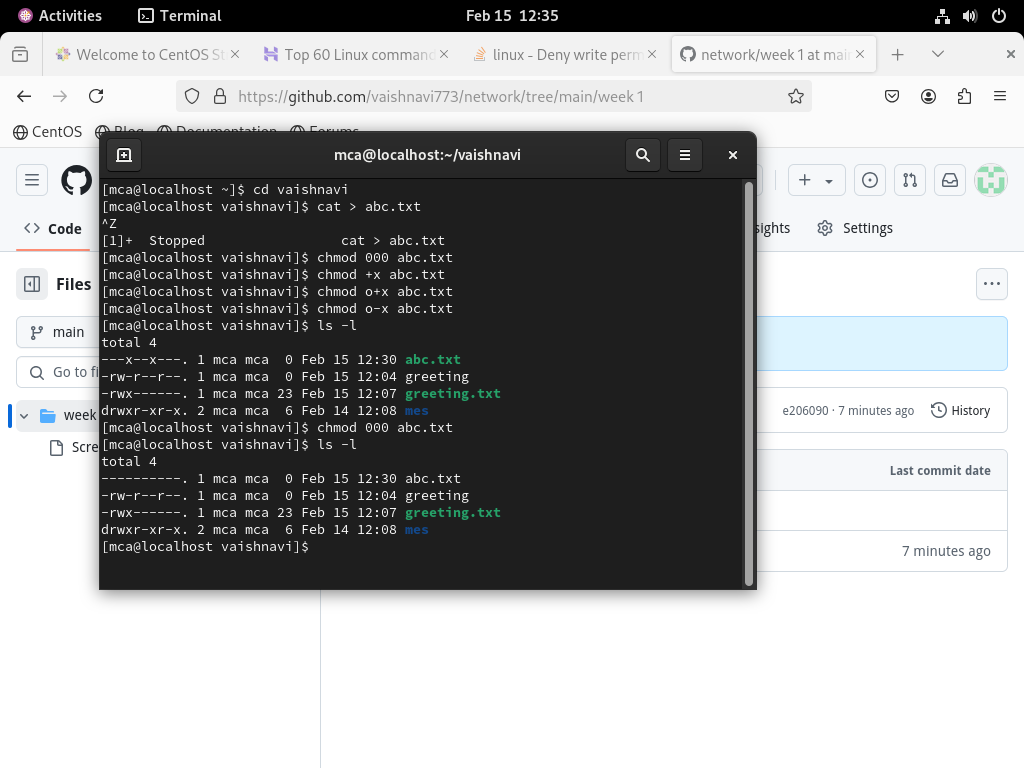 Activities Terminal Feb 15 12:35
Welcome to CentOS St Top 60 Linux command linux - Deny write perm network/week 1 at main
https://github.com/vaishnavi773/network/tree/main/week 1
CentOS Blog Documentation Forums
mca@localhost:~/vaishnavi
[mca@localhost ~]$ cd vaishnavi
[mca@localhost vaishnavi]$ cat > abc.txt
^Z
[1]+  Stopped                 cat > abc.txt
[mca@localhost vaishnavi]$ chmod 000 abc.txt
[mca@localhost vaishnavi]$ chmod +x abc.txt
[mca@localhost vaishnavi]$ chmod o+x abc.txt
[mca@localhost vaishnavi]$ chmod o-x abc.txt
[mca@localhost vaishnavi]$ ls -l
total 4
---x--x---. 1 mca mca  0 Feb 15 12:30 abc.txt
-rw-r--r--. 1 mca mca  0 Feb 15 12:04 greeting
-rwx------. 1 mca mca 23 Feb 15 12:07 greeting.txt
drwxr-xr-x. 2 mca mca  6 Feb 14 12:08 mes
[mca@localhost vaishnavi]$ chmod 000 abc.txt
[mca@localhost vaishnavi]$ ls -l
total 4
----------. 1 mca mca  0 Feb 15 12:30 abc.txt
-rw-r--r--. 1 mca mca  0 Feb 15 12:04 greeting
-rwx------. 1 mca mca 23 Feb 15 12:07 greeting.txt
drwxr-xr-x. 2 mca mca  6 Feb 14 12:08 mes
[mca@localhost vaishnavi]$
Code sights Settings
Files
main
Go to fi
week
Scre
e206090 · 7 minutes ago History
Last commit date
7 minutes ago